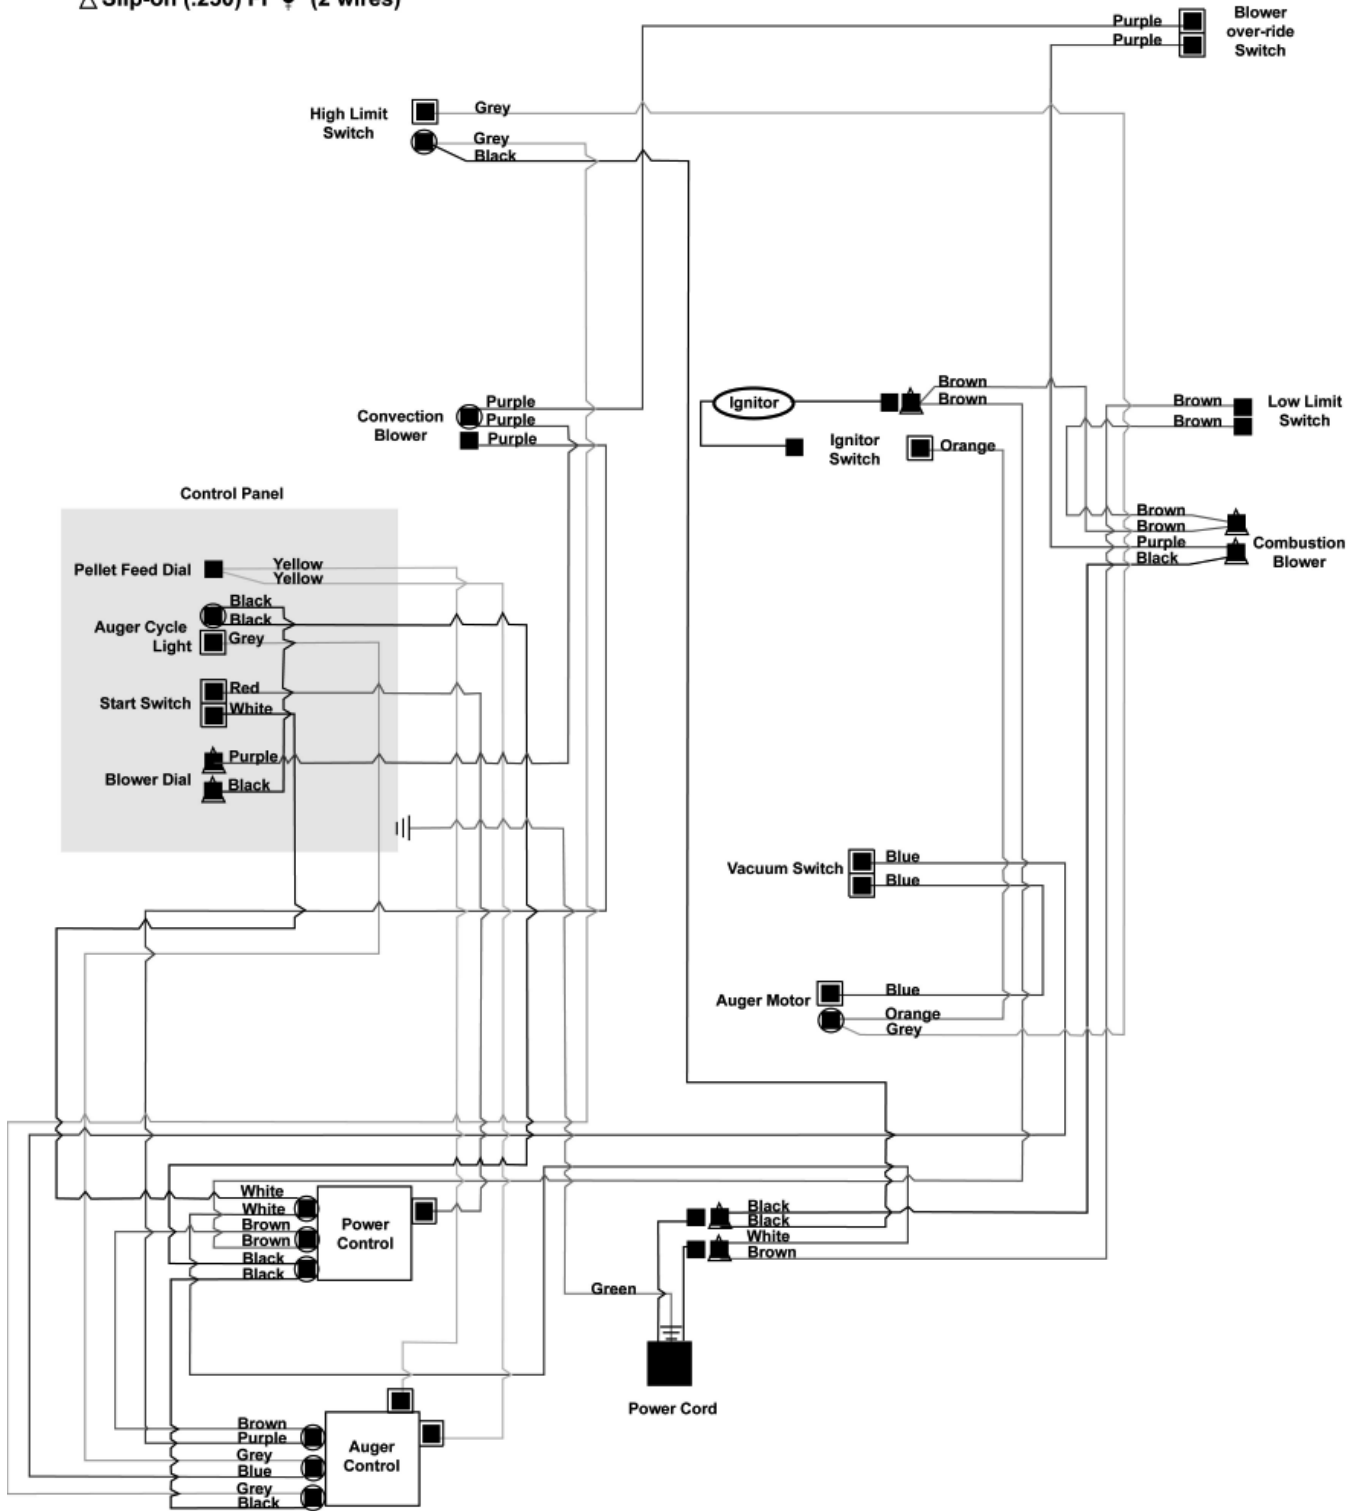 △ Slip-on (.250) FP (2 wires)
Purple
Purple
Blower
over-ride
Switch
High Limit
Switch
Grey
Grey
Black
Convection
Blower
Purple
Purple
Purple
Ignitor
Brown
Brown
Ignitor
Switch
Orange
Brown
Brown
Low Limit
Switch
Brown
Brown
Purple
Black
Combustion
Blower
Control Panel
Pellet Feed Dial
Yellow
Yellow
Auger Cycle
Light
Black
Black
Grey
Start Switch
Red
White
Blower Dial
Purple
Black
Vacuum Switch
Blue
Blue
Auger Motor
Blue
Orange
Grey
White
White
Brown
Brown
Black
Black
Power
Control
Black
Black
White
Brown
Green
Power Cord
Brown
Purple
Grey
Blue
Grey
Black
Auger
Control